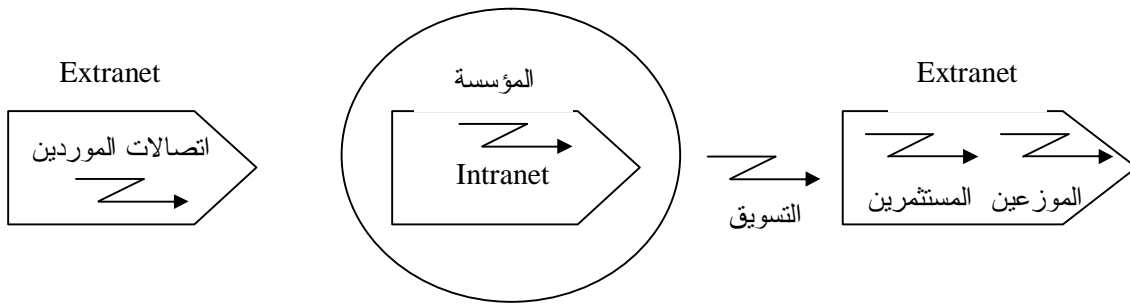 Extranet
اتصالات الموردين
المؤسسة
Intranet
التسويق
Extranet
المستثمرين
الموزعين